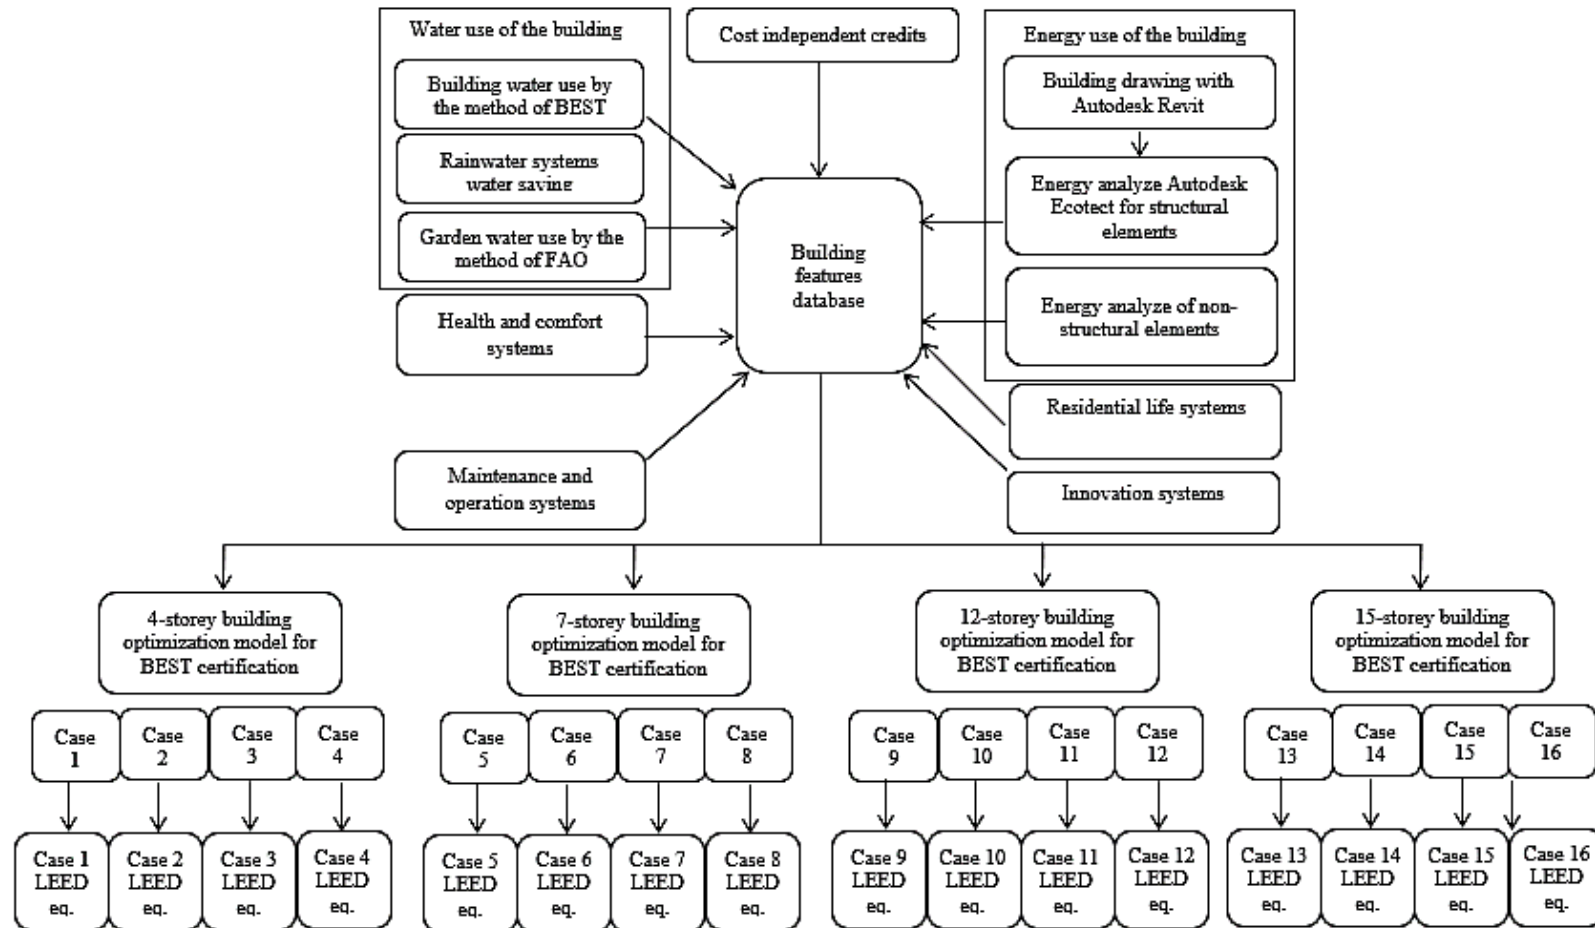 Water use of the building
Building water use by
the method of BEST
Rainwater systems
water saving
Garden water use by the
method of FAO
Health and comfort
systems
Maintenance and
operation systems
Cost independent credits
Building
features
database
Energy use of the building
Building drawing with
Autodesk Revit
Energy analyze Autodesk
Ecotect for structural
elements
Energy analyze of non-
structural elements
Residential life systems
Innovation systems
4-storey building
optimization model for
BEST certification
7-storey building
optimization model for
BEST certification
12-storey building
optimization model for
BEST certification
15-storey building
optimization model for
BEST certification
Case
1
Case
2
Case
3
Case
4
Case
5
Case
6
Case
7
Case
8
Case
9
Case
10
Case
11
Case
12
Case
13
Case
14
Case
15
Case
16
Case 1
LEED
eq.
Case 2
LEED
eq.
Case 3
LEED
eq.
Case 4
LEED
eq.
Case 5
LEED
eq.
Case 6
LEED
eq.
Case 7
LEED
eq.
Case 8
LEED
eq.
Case 9
LEED
eq.
Case 10
LEED
eq.
Case 11
LEED
eq.
Case 12
LEED
eq.
Case 13
LEED
eq.
Case 14
LEED
eq.
Case 15
LEED
eq.
Case 16
LEED
eq.